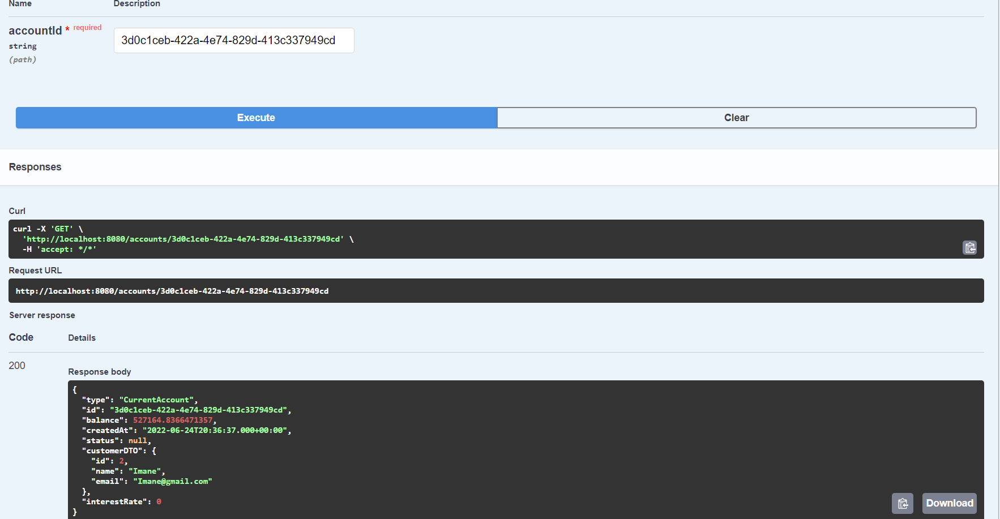 Name Description
accountId * required
3d0c1ceb-422a-4e74-829d-413c337949cd
string
(path)
Execute Clear
Responses
Curl
curl -X 'GET' \
  'http://localhost:8080/accounts/3d0c1ceb-422a-4e74-829d-413c337949cd' \
  -H 'accept: */*'
Request URL
http://localhost:8080/accounts/3d0c1ceb-422a-4e74-829d-413c337949cd
Server response
Code Details
200
Response body
{
  "type": "CurrentAccount",
  "id": "3d0c1ceb-422a-4e74-829d-413c337949cd",
  "balance": 527164.8366471357,
  "createdAt": "2022-06-24T20:36:37.000+00:00",
  "status": null,
  "customerDTO": {
    "id": 2,
    "name": "Imane",
    "email": "Imane@gmail.com"
  },
  "interestRate": 0
}
Download